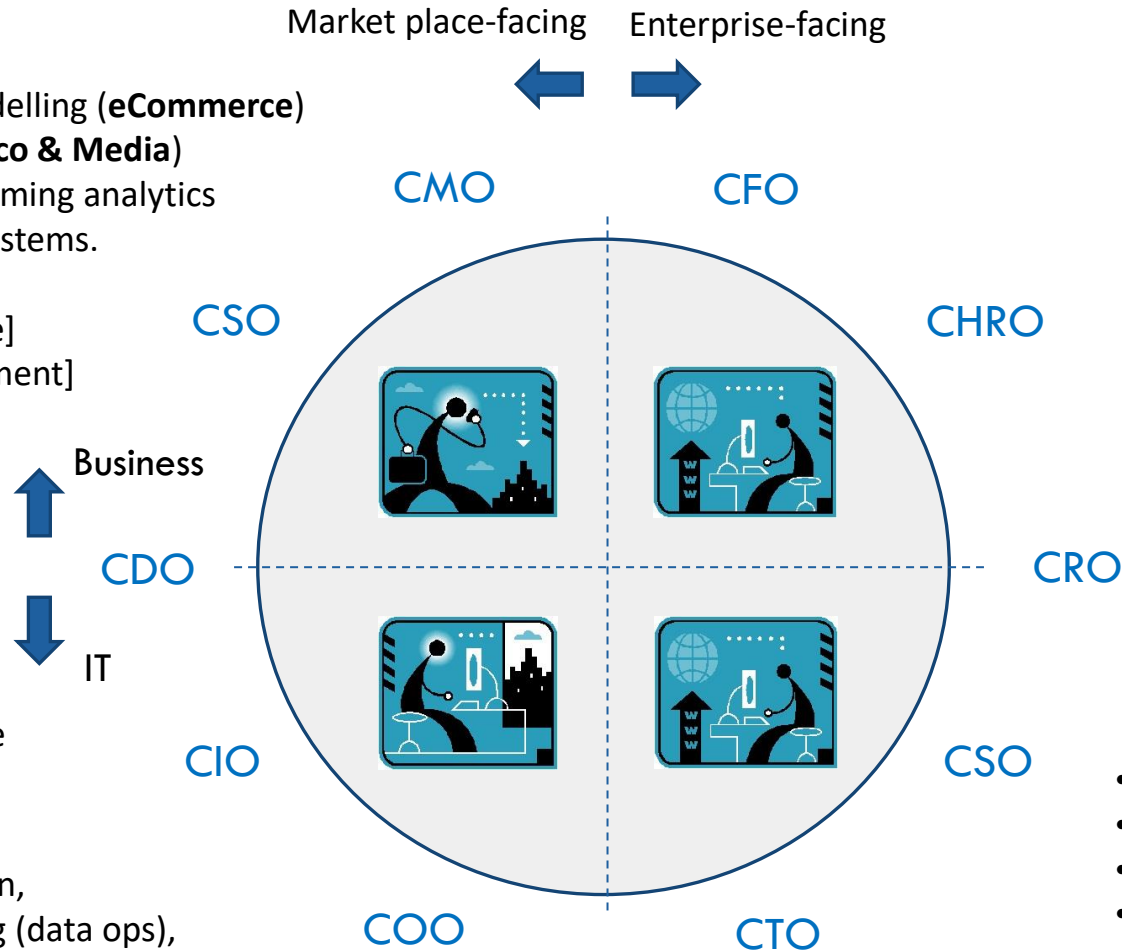 Market place-facing Enterprise-facing
delling (eCommerce)
co & Media)
ming analytics
stems.
CMO CFO
CSO CHRO
e]
nent]
Business
CDO CRO
IT
e
CIO CSO
n,
g (data ops),
COO CTO
W
W
W
W
W
W